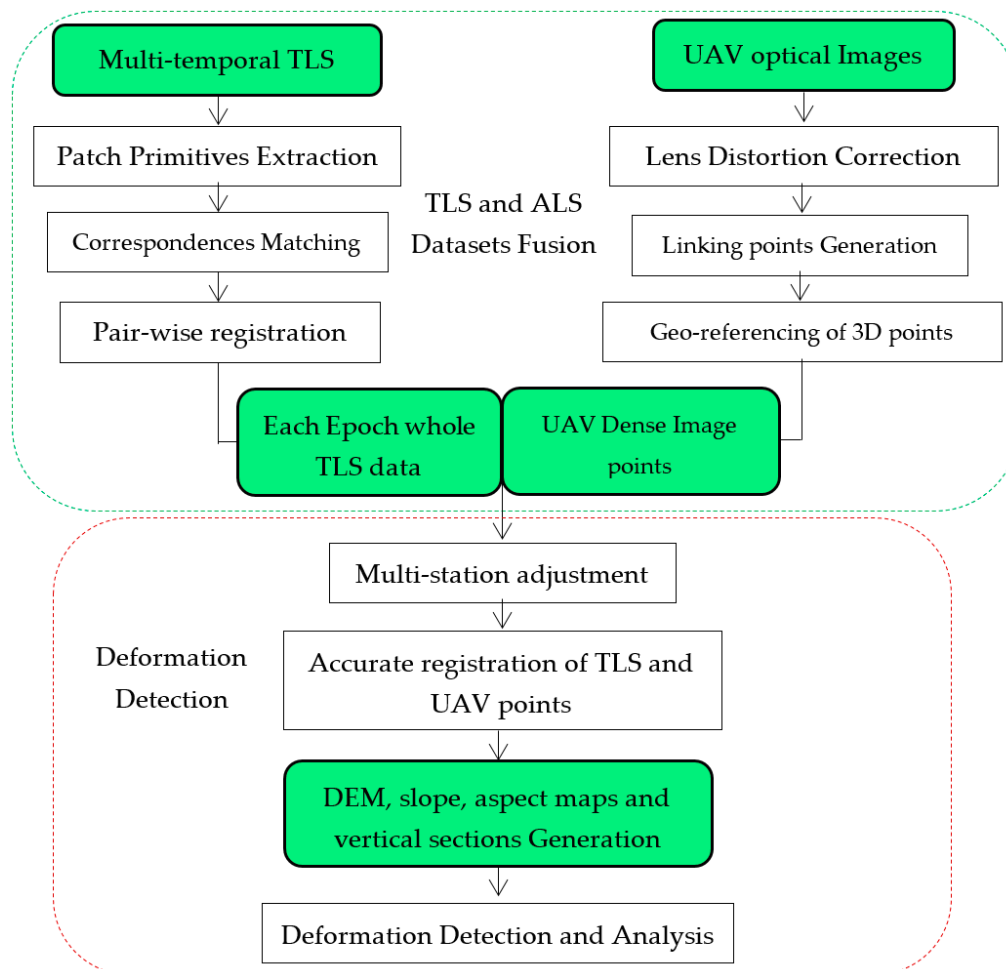 Multi-temporal TLS
UAV optical Images
Patch Primitives Extraction
Lens Distortion Correction
TLS and ALS
Datasets Fusion
Correspondences Matching
Linking points Generation
Pair-wise registration
Geo-referencing of 3D points
Each Epoch whole
TLS data
UAV Dense Image
points
Multi-station adjustment
Deformation
Detection
Accurate registration of TLS and
UAV points
DEM, slope, aspect maps and
vertical sections Generation
Deformation Detection and Analysis